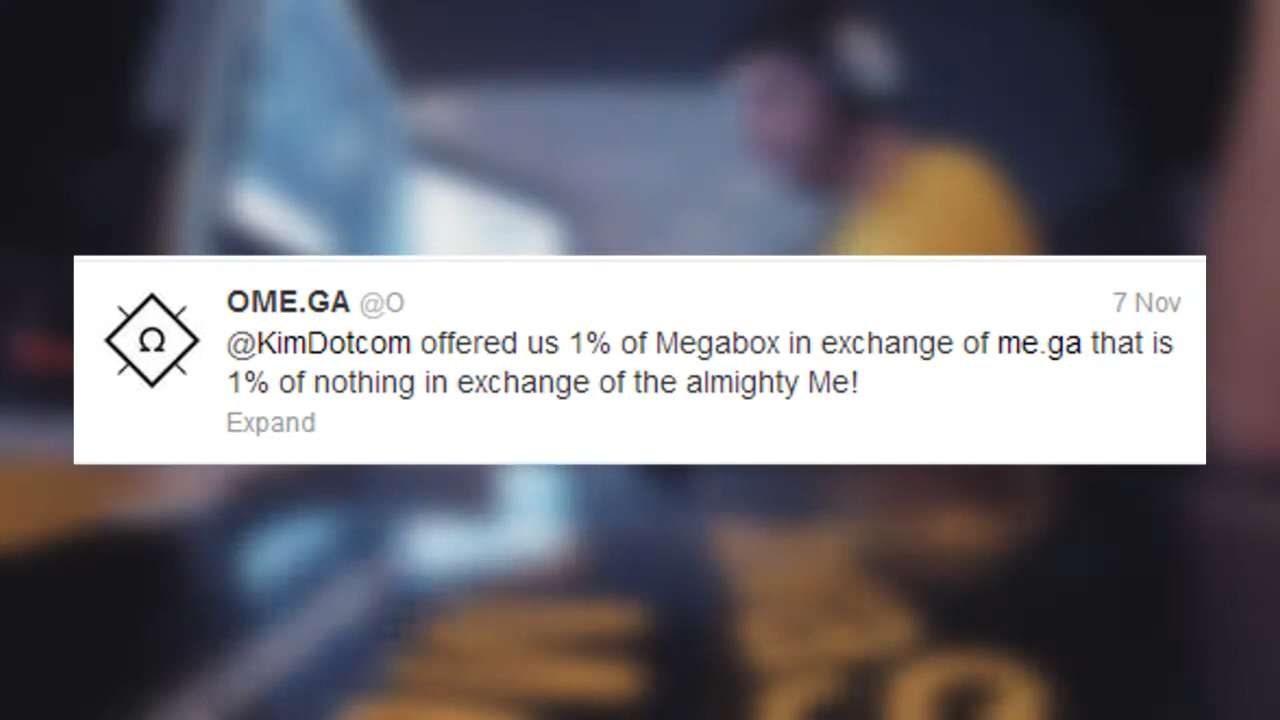 Ω
OME.GA @O
7 Nov
@KimDotcom offered us 1% of Megabox in exchange of me.ga that is
1% of nothing in exchange of the almighty Me!
Expand